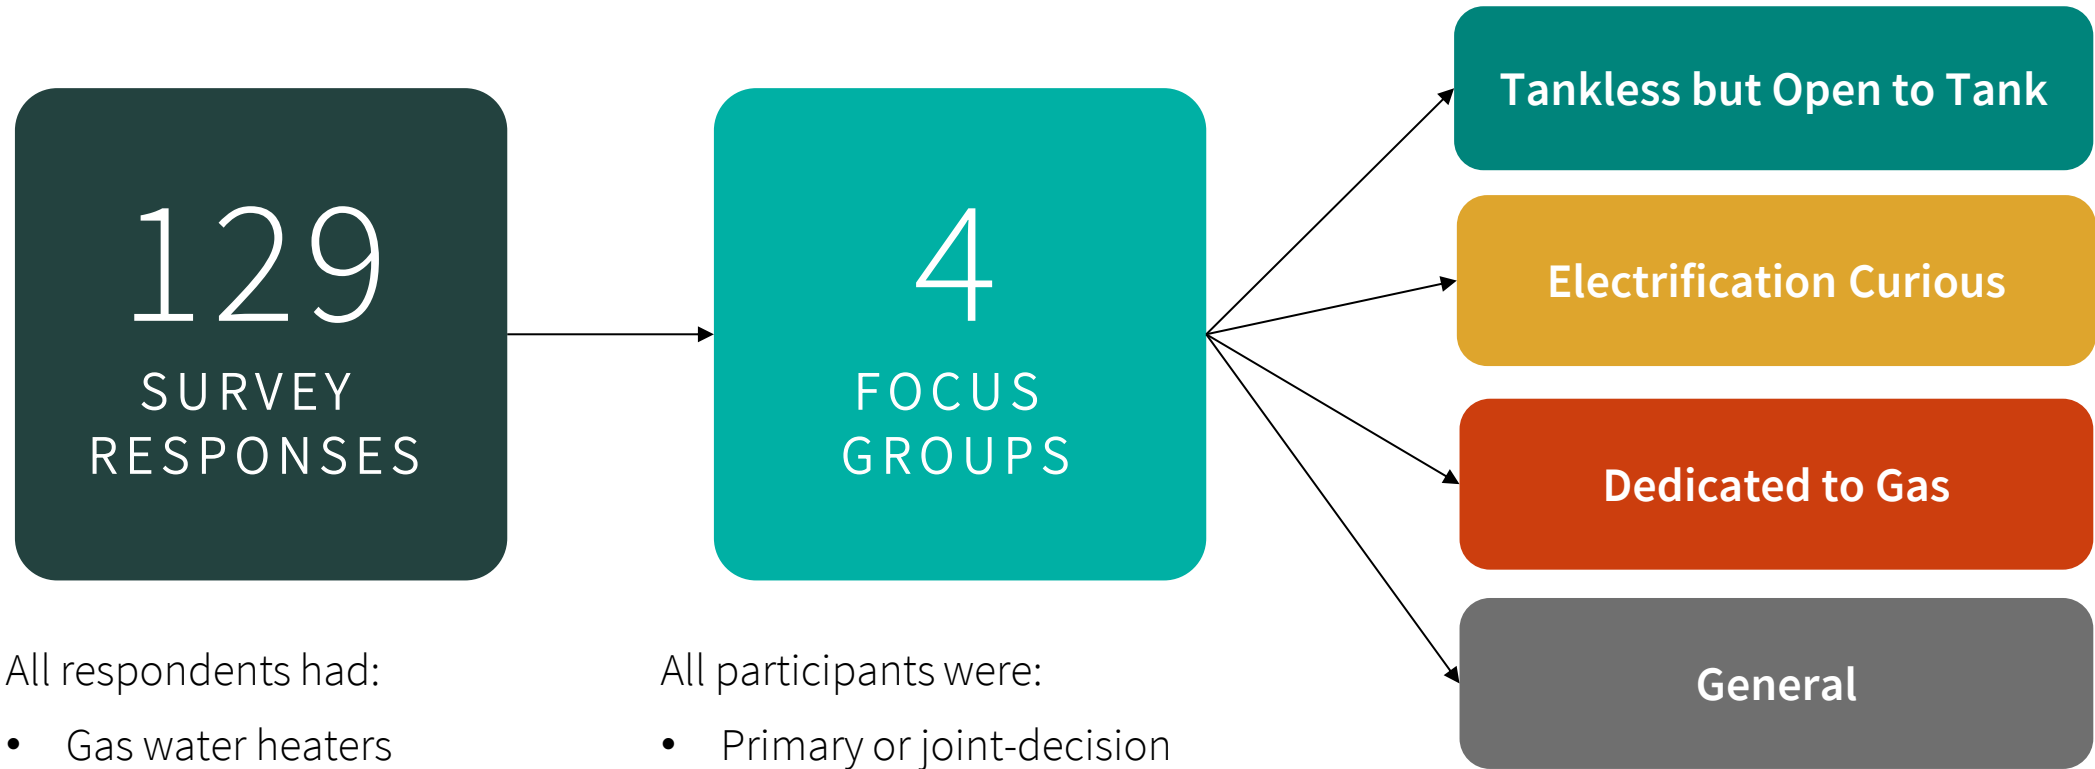 129
SURVEY
RESPONSES
All respondents had:
• Gas water heaters
4
FOCUS
GROUPS
All participants were:
• Primary or joint-decision
Tankless but Open to Tank
Electrification Curious
Dedicated to Gas
General